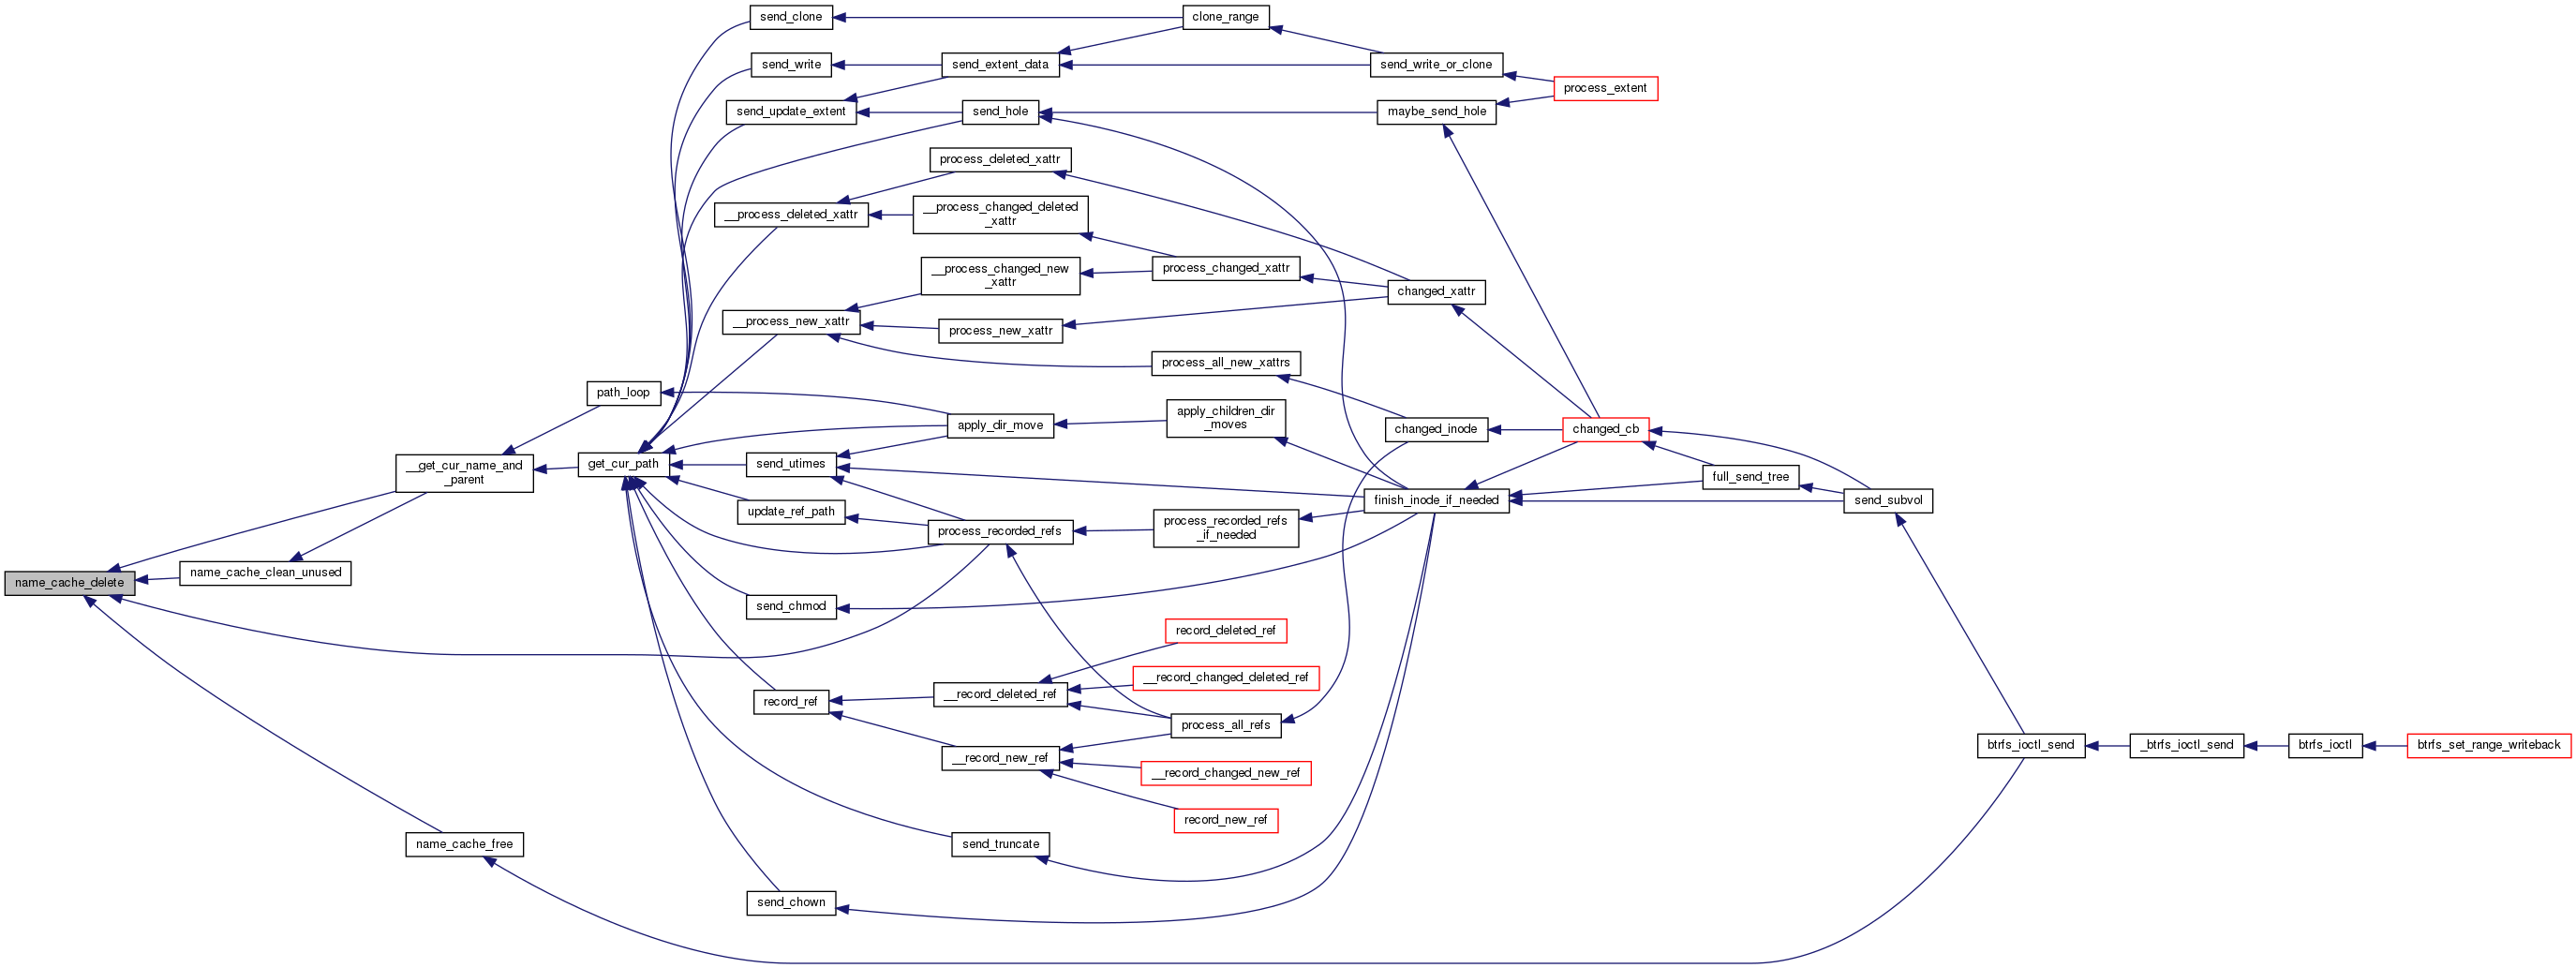 send_clone
clone_range
send_write
send_extent_data
send_write_or_clone
process_extent
send_update_extent
send_hole
maybe_send_hole
process_deleted_xattr
__process_deleted_xattr
__process_changed_deleted
_xattr
__process_changed_new
_xattr
process_changed_xattr
changed_xattr
__process_new_xattr
process_new_xattr
process_all_new_xattrs
path_loop
apply_dir_move
apply_children_dir
_moves
changed_inode
changed_cb
__get_cur_name_and
_parent
get_cur_path
send_utimes
full_send_tree
finish_inode_if_needed
send_subvol
update_ref_path
process_recorded_refs
process_recorded_refs
_if_needed
name_cache_delete
name_cache_clean_unused
send_chmod
record_deleted_ref
__record_changed_deleted_ref
record_ref
__record_deleted_ref
process_all_refs
__record_new_ref
__record_changed_new_ref
record_new_ref
btrfs_ioctl_send
_btrfs_ioctl_send
btrfs_ioctl
btrfs_set_range_writeback
name_cache_free
send_truncate
send_chown